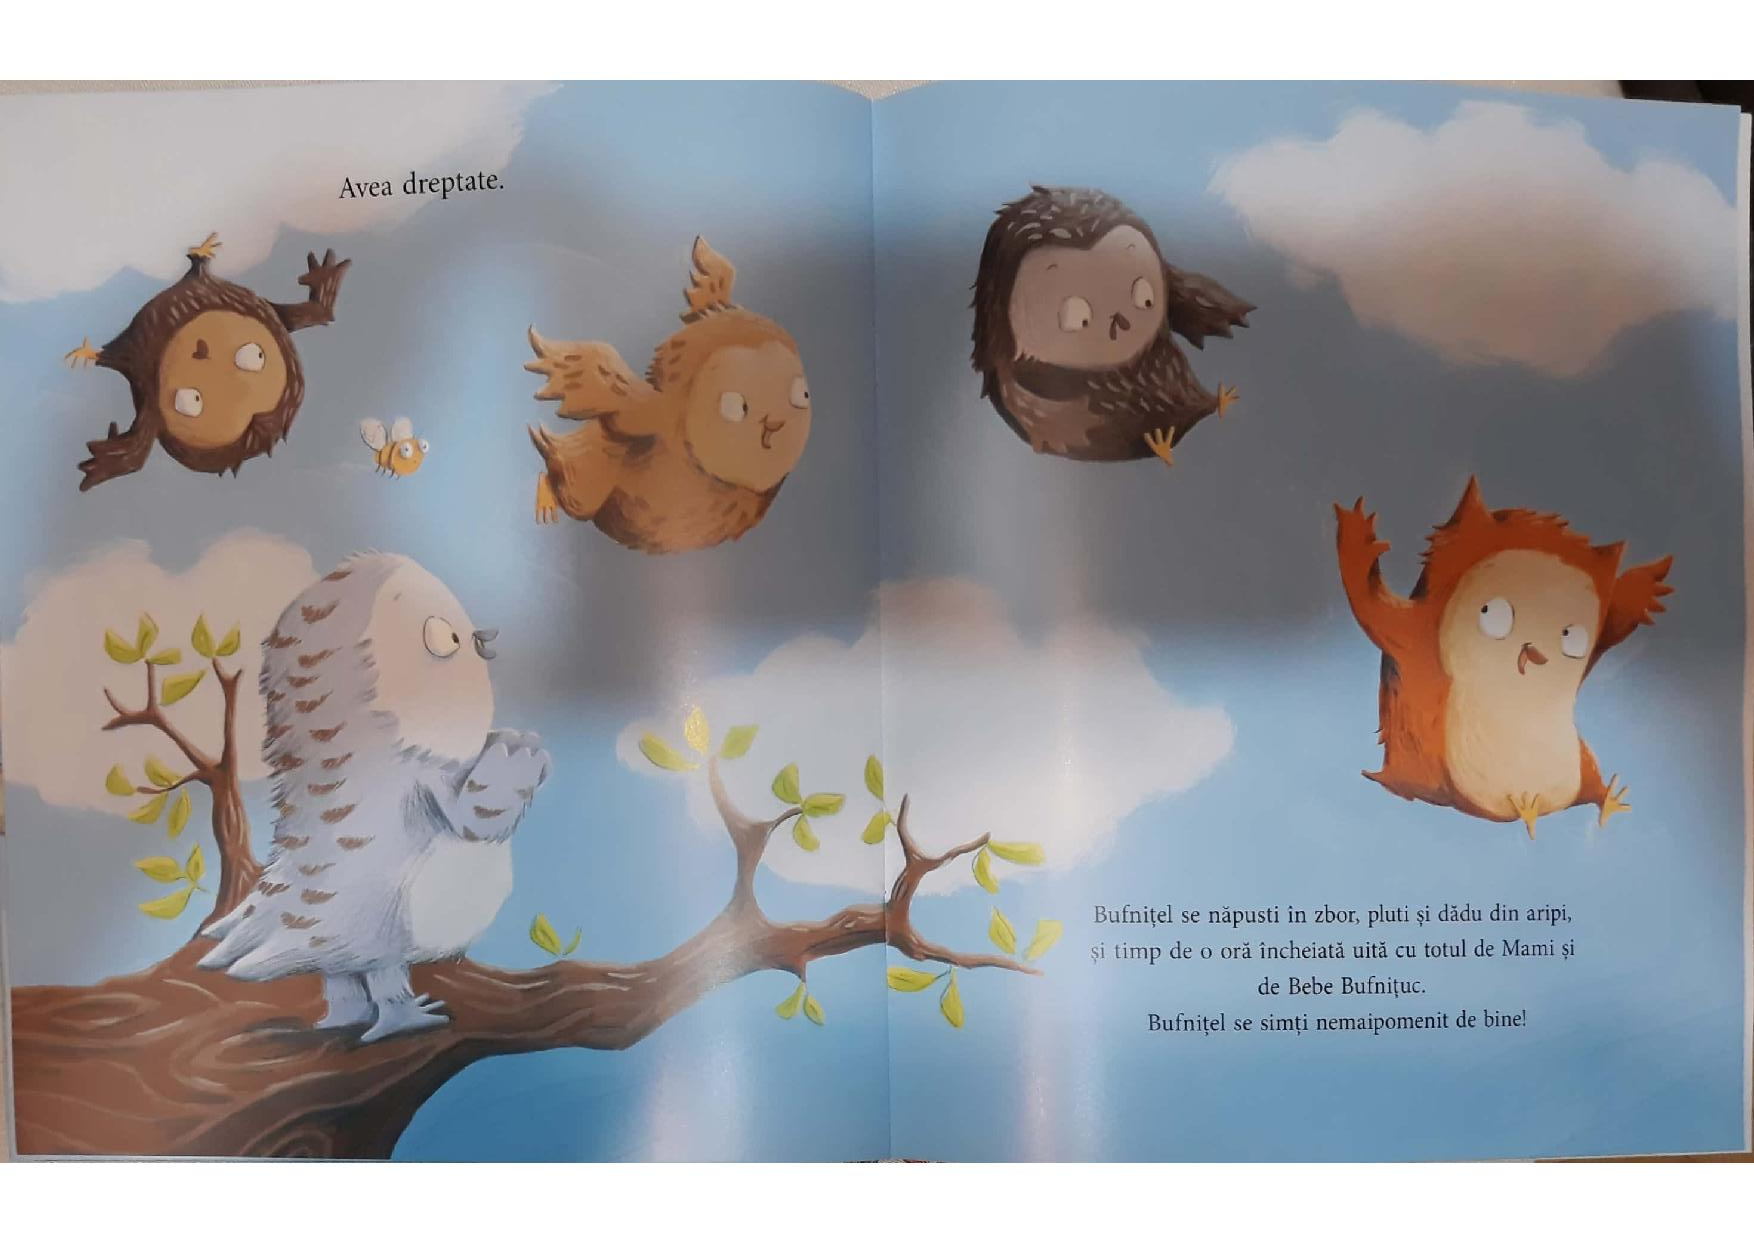 Avea dreptate.
Bufnițel se năpusti în zbor, pluti și dădu din aripi,
și timp de o oră încheiată uită cu totul de Mami și
de Bebe Bufnițuc.
Bufnițel se simți nemaipomenit de bine!